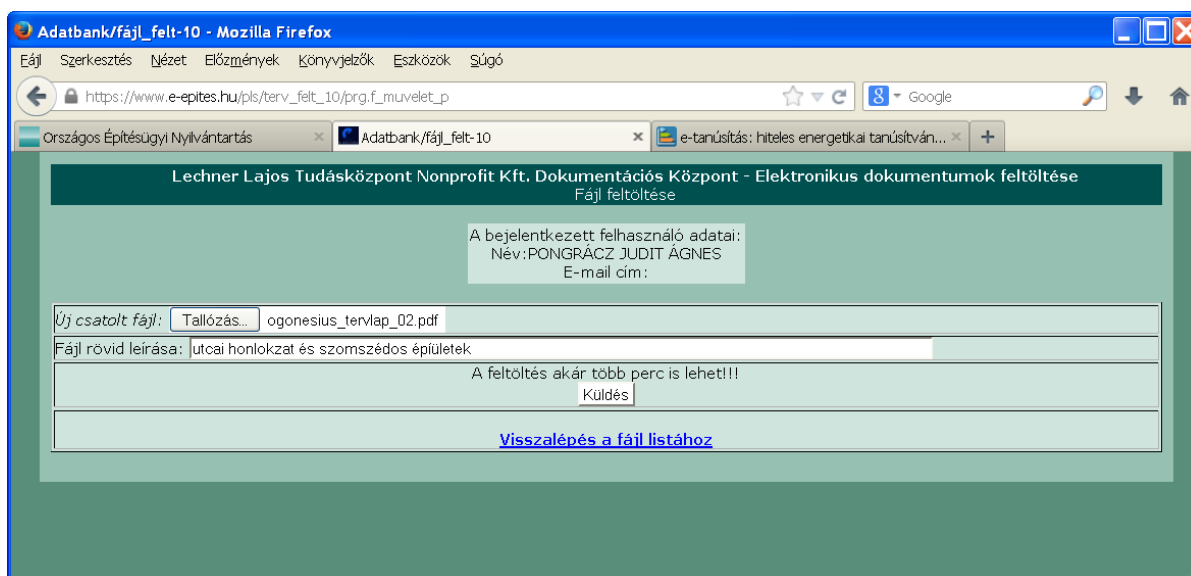 Adatbank/fájl_felt-10 - Mozilla Firefox
Fájl Szerkesztés Nézet Előzmények Könyvjelzők Eszközök Súgó
https://www.e-epites.hu/pls/terv_felt_10/prg.f_muvelet_p
8 Google
Országos Építésügyi Nyilvántartás × Adatbank/fájl_felt-10 × e-tanúsítás: hiteles energetikai tanúsítván... × +
Lechner Lajos Tudásközpont Nonprofit Kft. Dokumentációs Központ - Elektronikus dokumentumok feltöltése
Fájl feltöltése
A bejelentkezett felhasználó adatai:
Név:PONGRÁCZ JUDIT ÁGNES
E-mail cím:
Új csatolt fájl: Tallózás... ogonesius_tervlap_02.pdf
Fájl rövid leírása: utcai honlokzat és szomszédos épíületek
A feltöltés akár több perc is lehet!!!
Küldés
Visszalépés a fájl listához